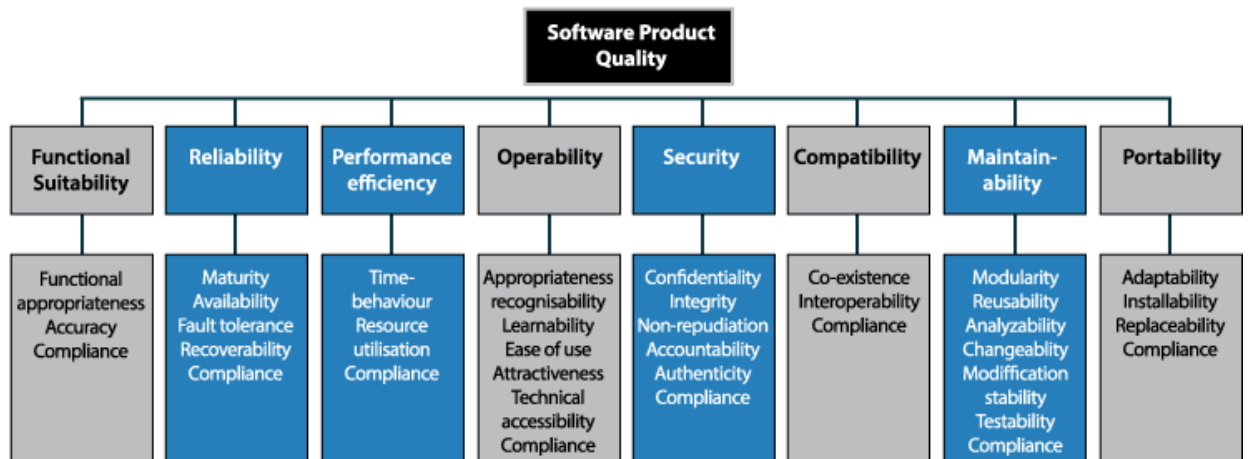 Software Product
Quality
Functional
Suitability
Reliability
Performance
efficiency
Operability
Security
Compatibility
Maintain-
ability
Portability
Functional
appropriateness
Accuracy
Compliance
Maturity
Availability
Fault tolerance
Recoverability
Compliance
Time-
behaviour
Resource
utilisation
Compliance
Appropriateness
recognisability
Learnability
Ease of use
Attractiveness
Technical
accessibility
Compliance
Confidentiality
Integrity
Non-repudiation
Accountability
Authenticity
Compliance
Co-existence
Interoperability
Compliance
Modularity
Reusability
Analyzability
Changeablity
Modiffication
stability
Testability
Compliance
Adaptability
Installability
Replaceability
Compliance